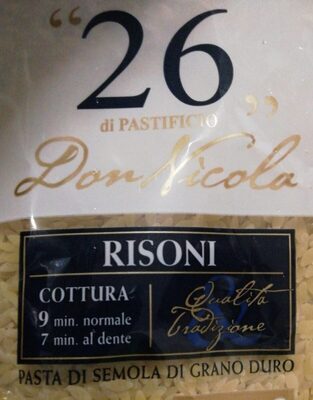 “26”
di PASTIFICIO
Don Nicola
RISONI
COTTURA
9 min. normale
7 min. al dente
Qualità
Tradizione
PASTA DI SEMOLA DI GRANO DURO